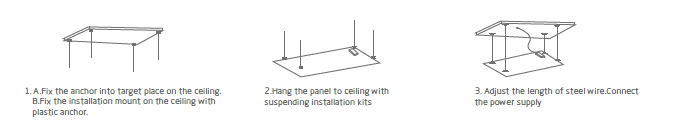 1. A.Fix the anchor into target place on the ceiling.
B.Fix the installation mount on the ceiling with
plastic anchor.
2.Hang the panel to ceiling with
suspending installation kits
3. Adjust the length of steel wire.Connect
the power supply